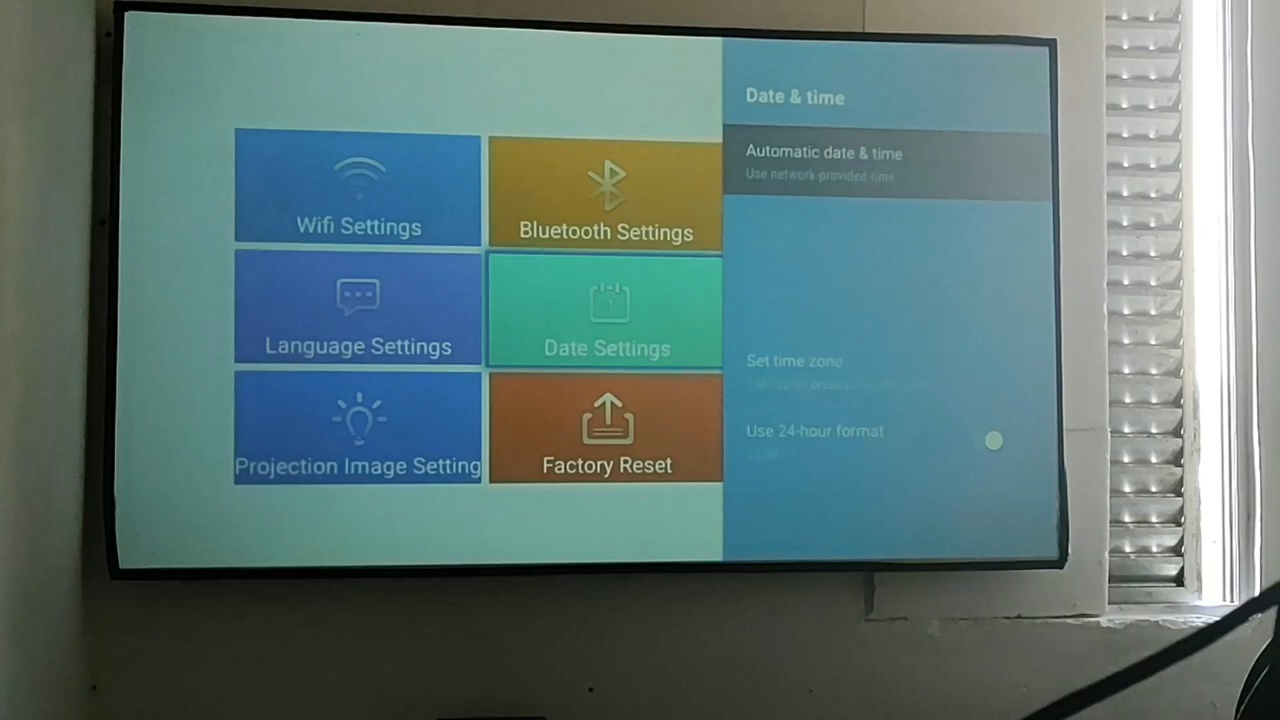 Wifi Settings
Bluetooth Settings
Language Settings
Date Settings
Projection Image Setting
Factory Reset
Date & time
Automatic date & time
Use network-provided time
Set time zone
Use 24-hour format